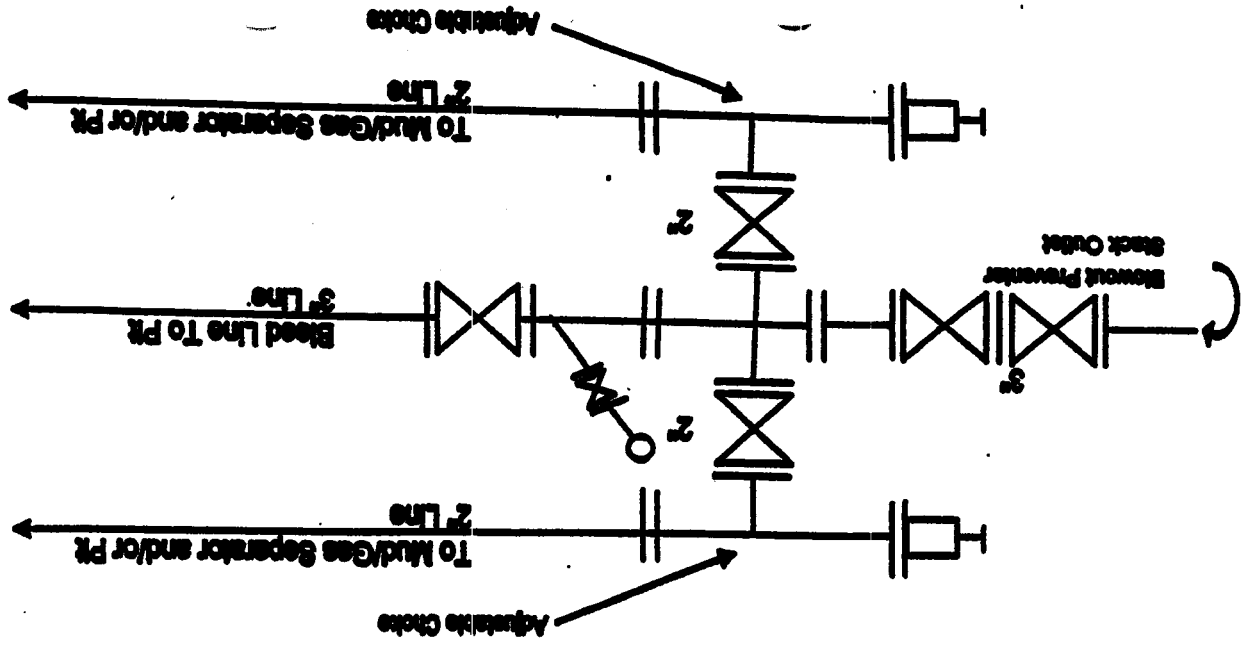 Adjustable Choke
To Mud/Gas Separator and/or Pit
2" Line
2"
3"
Blowout Preventer
Stack Outlet
Bleed Line To Pit
3" Line
2"
To Mud/Gas Separator and/or Pit
2" Line
Adjustable Choke